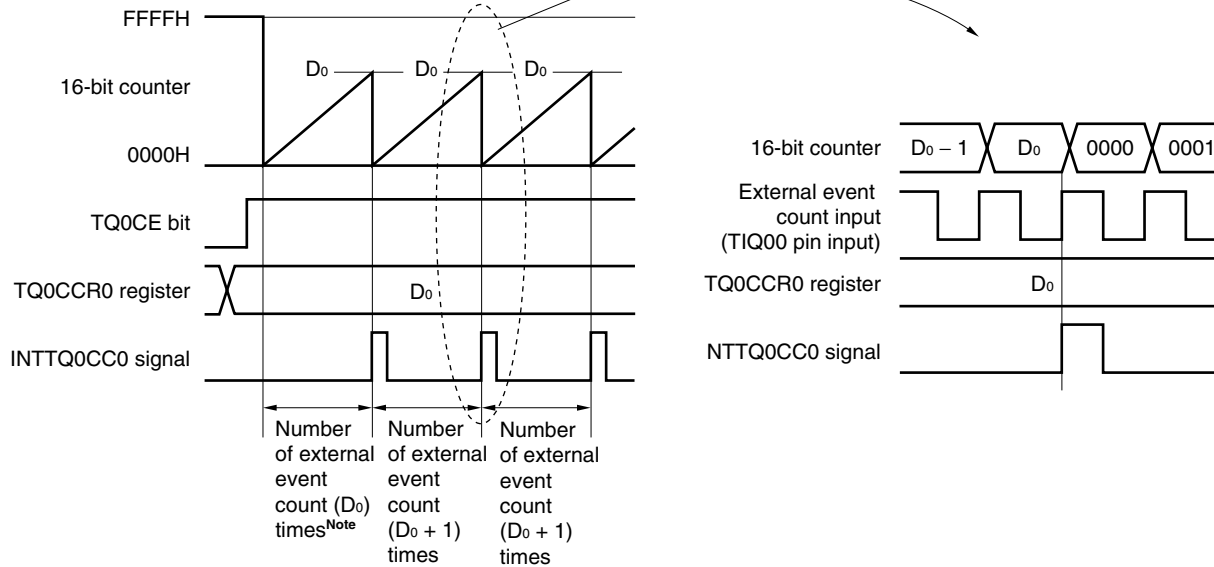 FFFFH
D₀ D₀ D₀
16-bit counter
0000H
TQ0CE bit
TQ0CCR0 register
D₀
INTTQ0CC0 signal
Number
of external
event
count (D₀)
timesNote
Number
of external
event
count
(D₀ + 1)
times
Number
of external
event
count
(D₀ + 1)
times
16-bit counter
D₀ − 1 D₀ 0000 0001
External event
count input
(TIQ00 pin input)
TQ0CCR0 register
D₀
NTTQ0CC0 signal